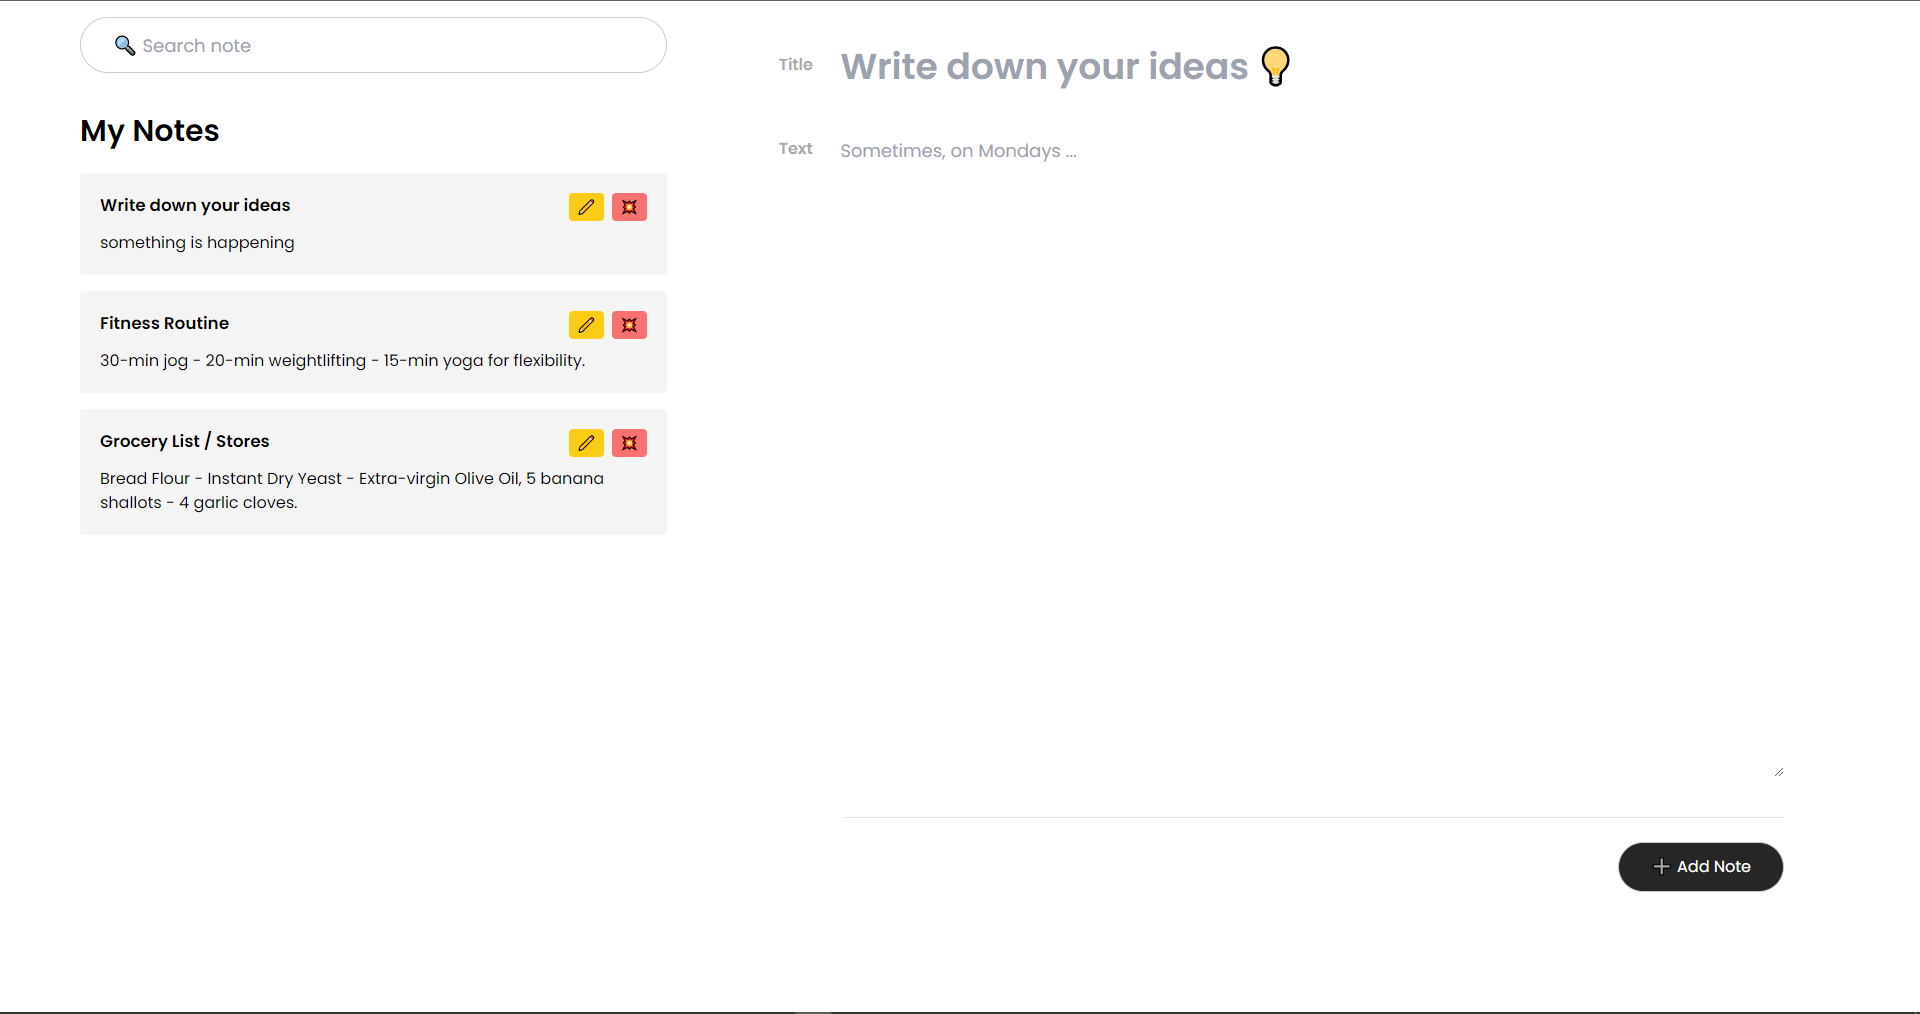 🔍 Search note
My Notes
Write down your ideas
something is happening
Fitness Routine
30-min jog - 20-min weightlifting - 15-min yoga for flexibility.
Grocery List / Stores
Bread Flour - Instant Dry Yeast - Extra-virgin Olive Oil, 5 banana
shallots - 4 garlic cloves.
Title
Write down your ideas 💡
Text
Sometimes, on Mondays ...
➕ Add Note